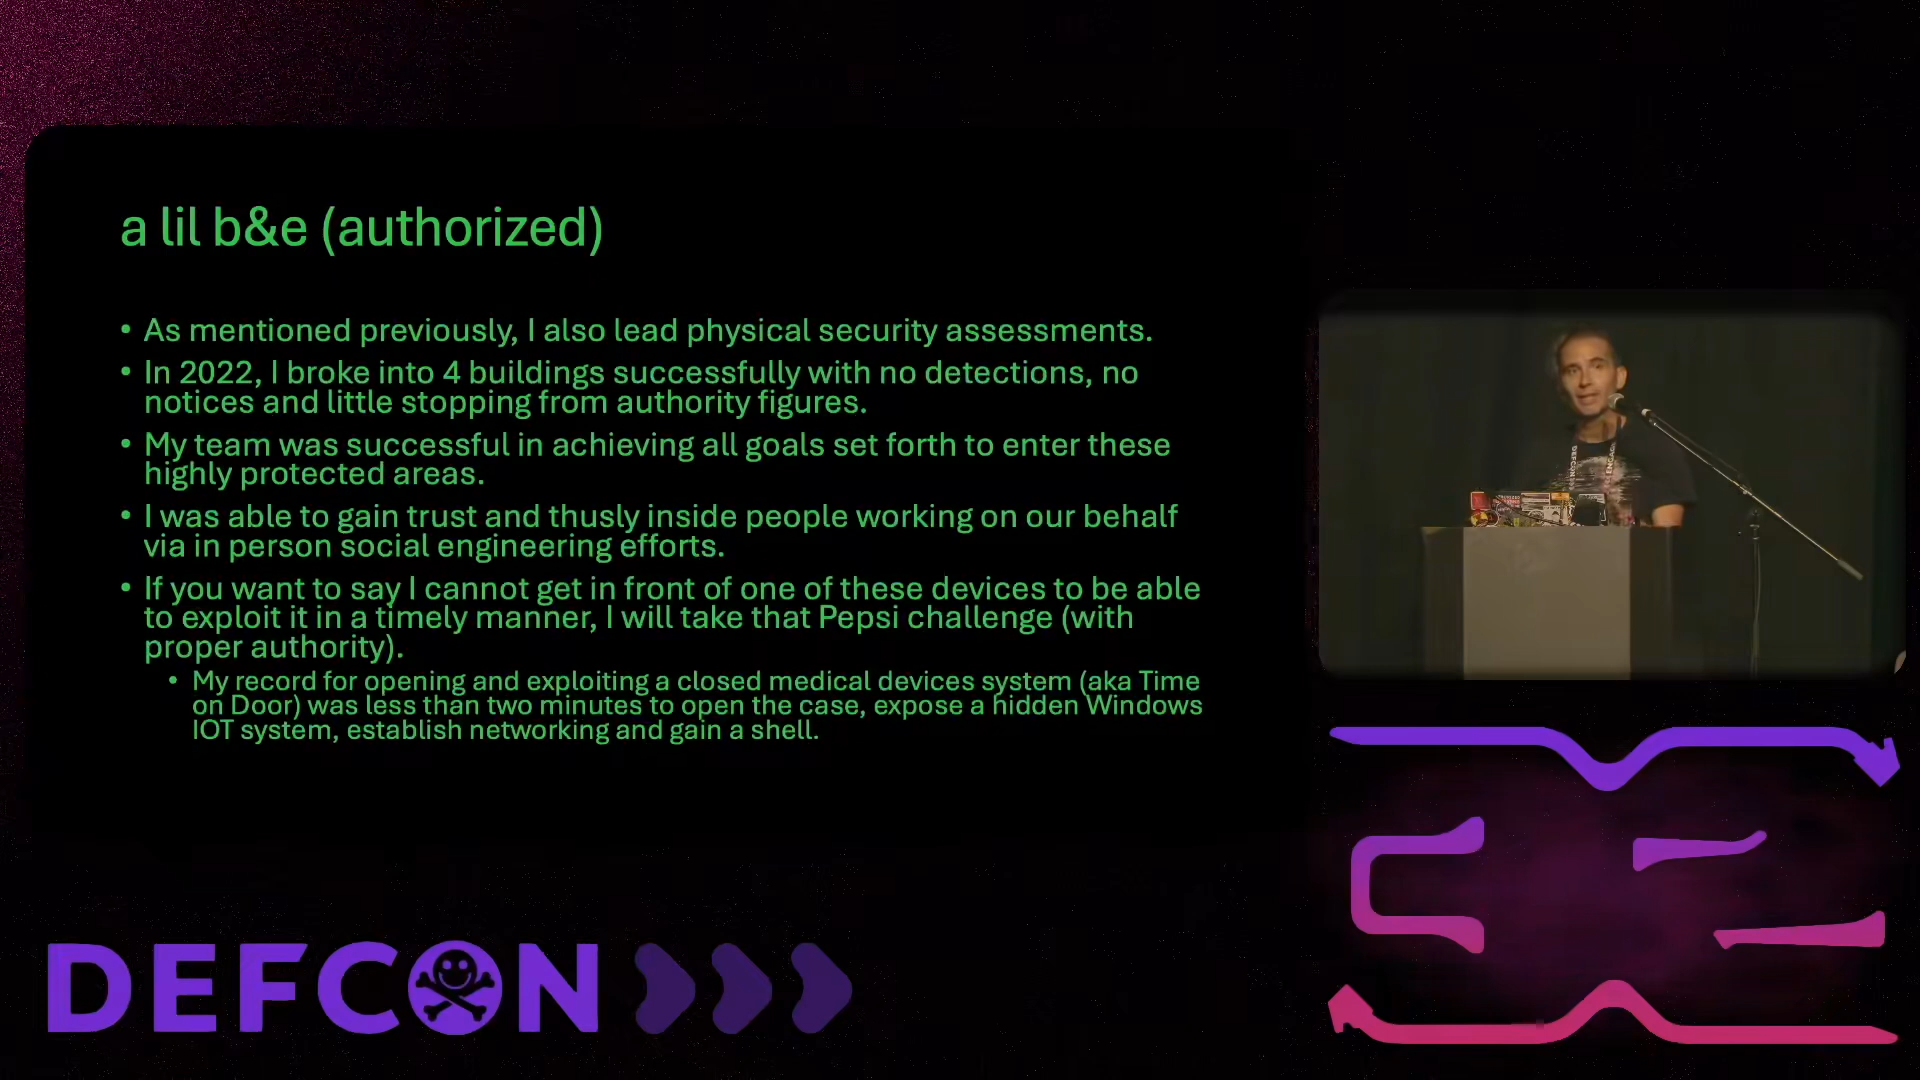 a lil b&e (authorized)
• As mentioned previously, I also lead physical security assessments.
• In 2022, I broke into 4 buildings successfully with no detections, no
notices and little stopping from authority figures.
• My team was successful in achieving all goals set forth to enter these
highly protected areas.
• I was able to gain trust and thusly inside people working on our behalf
via in person social engineering efforts.
• If you want to say I cannot get in front of one of these devices to be able
to exploit it in a timely manner, I will take that Pepsi challenge (with
proper authority).
• My record for opening and exploiting a closed medical devices system (aka Time
on Door) was less than two minutes to open the case, expose a hidden Windows
IOT system, establish networking and gain a shell.
DEFCON